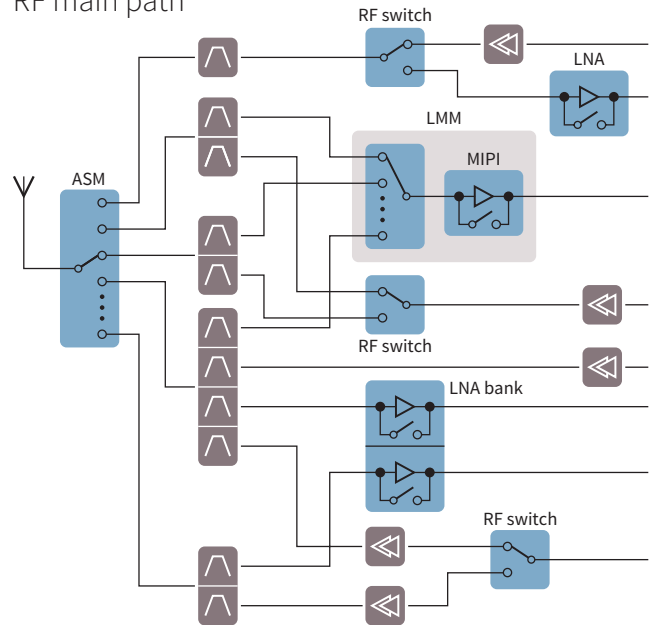 RF main path
RF switch
LNA
LMM
MIPI
ASM
RF switch
LNA bank
RF switch